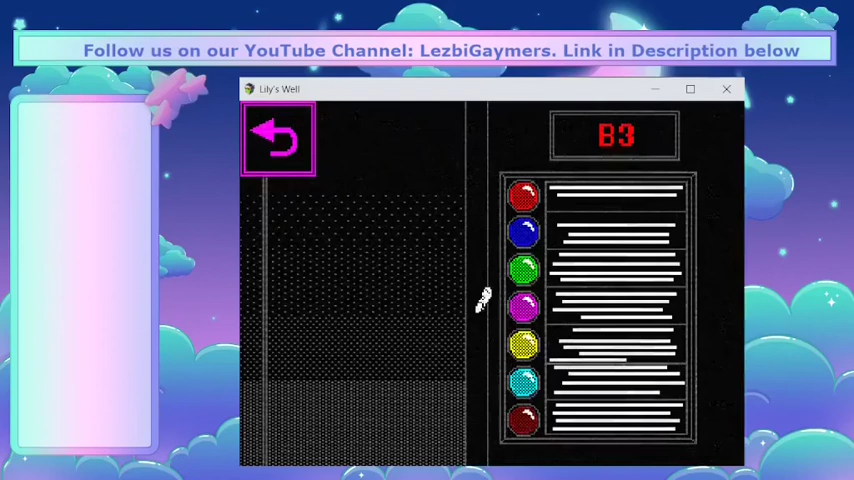 Follow us on our YouTube Channel: LezbiGaymers. Link in Description below
Lily's Well
B3